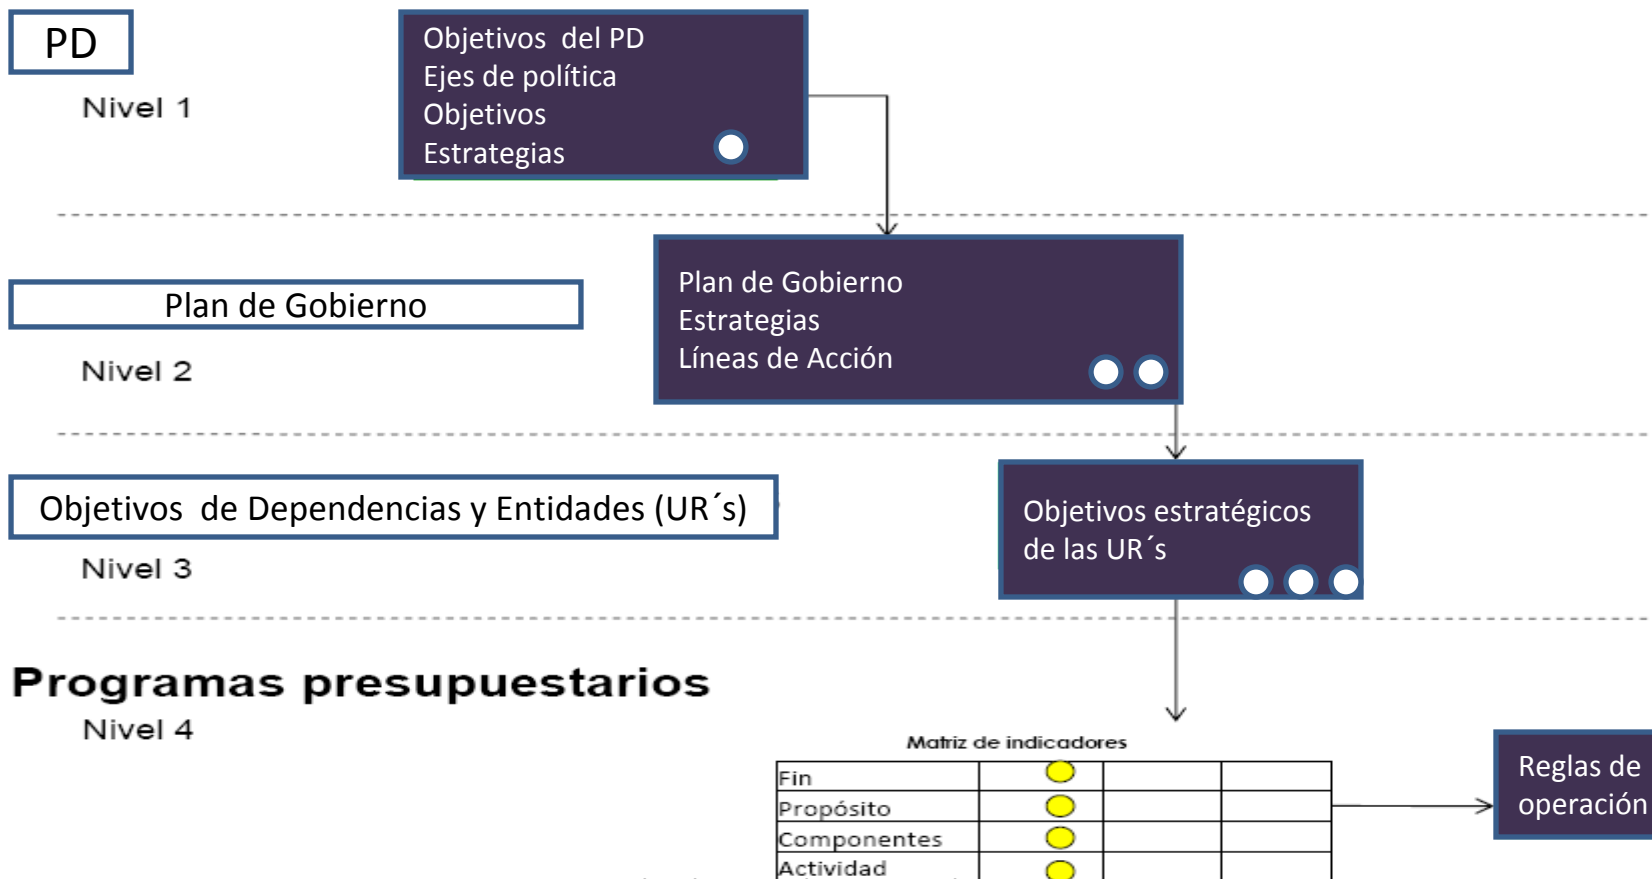 PD
Nivel 1
Objetivos  del PD
Ejes de política
Objetivos
Estrategias
Plan de Gobierno
Nivel 2
Plan de Gobierno
Estrategias
Líneas de Acción
Objetivos  de Dependencias y Entidades (UR´s)
Nivel 3
Objetivos estratégicos
de las UR´s
Programas presupuestarios
Nivel 4
Matriz de indicadores
Fin
Propósito
Componentes
Actividad
Reglas de
operación